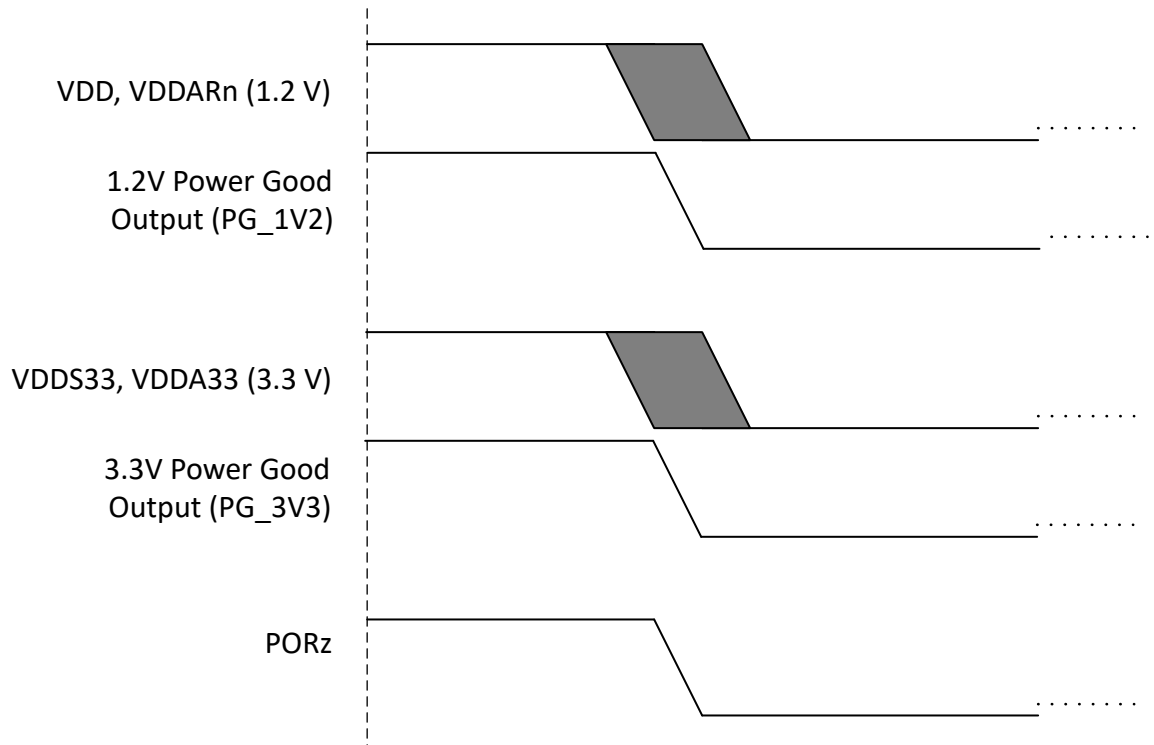 VDD, VDDARn (1.2 V)
1.2V Power Good
Output (PG_1V2)
VDDS33, VDDA33 (3.3 V)
3.3V Power Good
Output (PG_3V3)
PORz